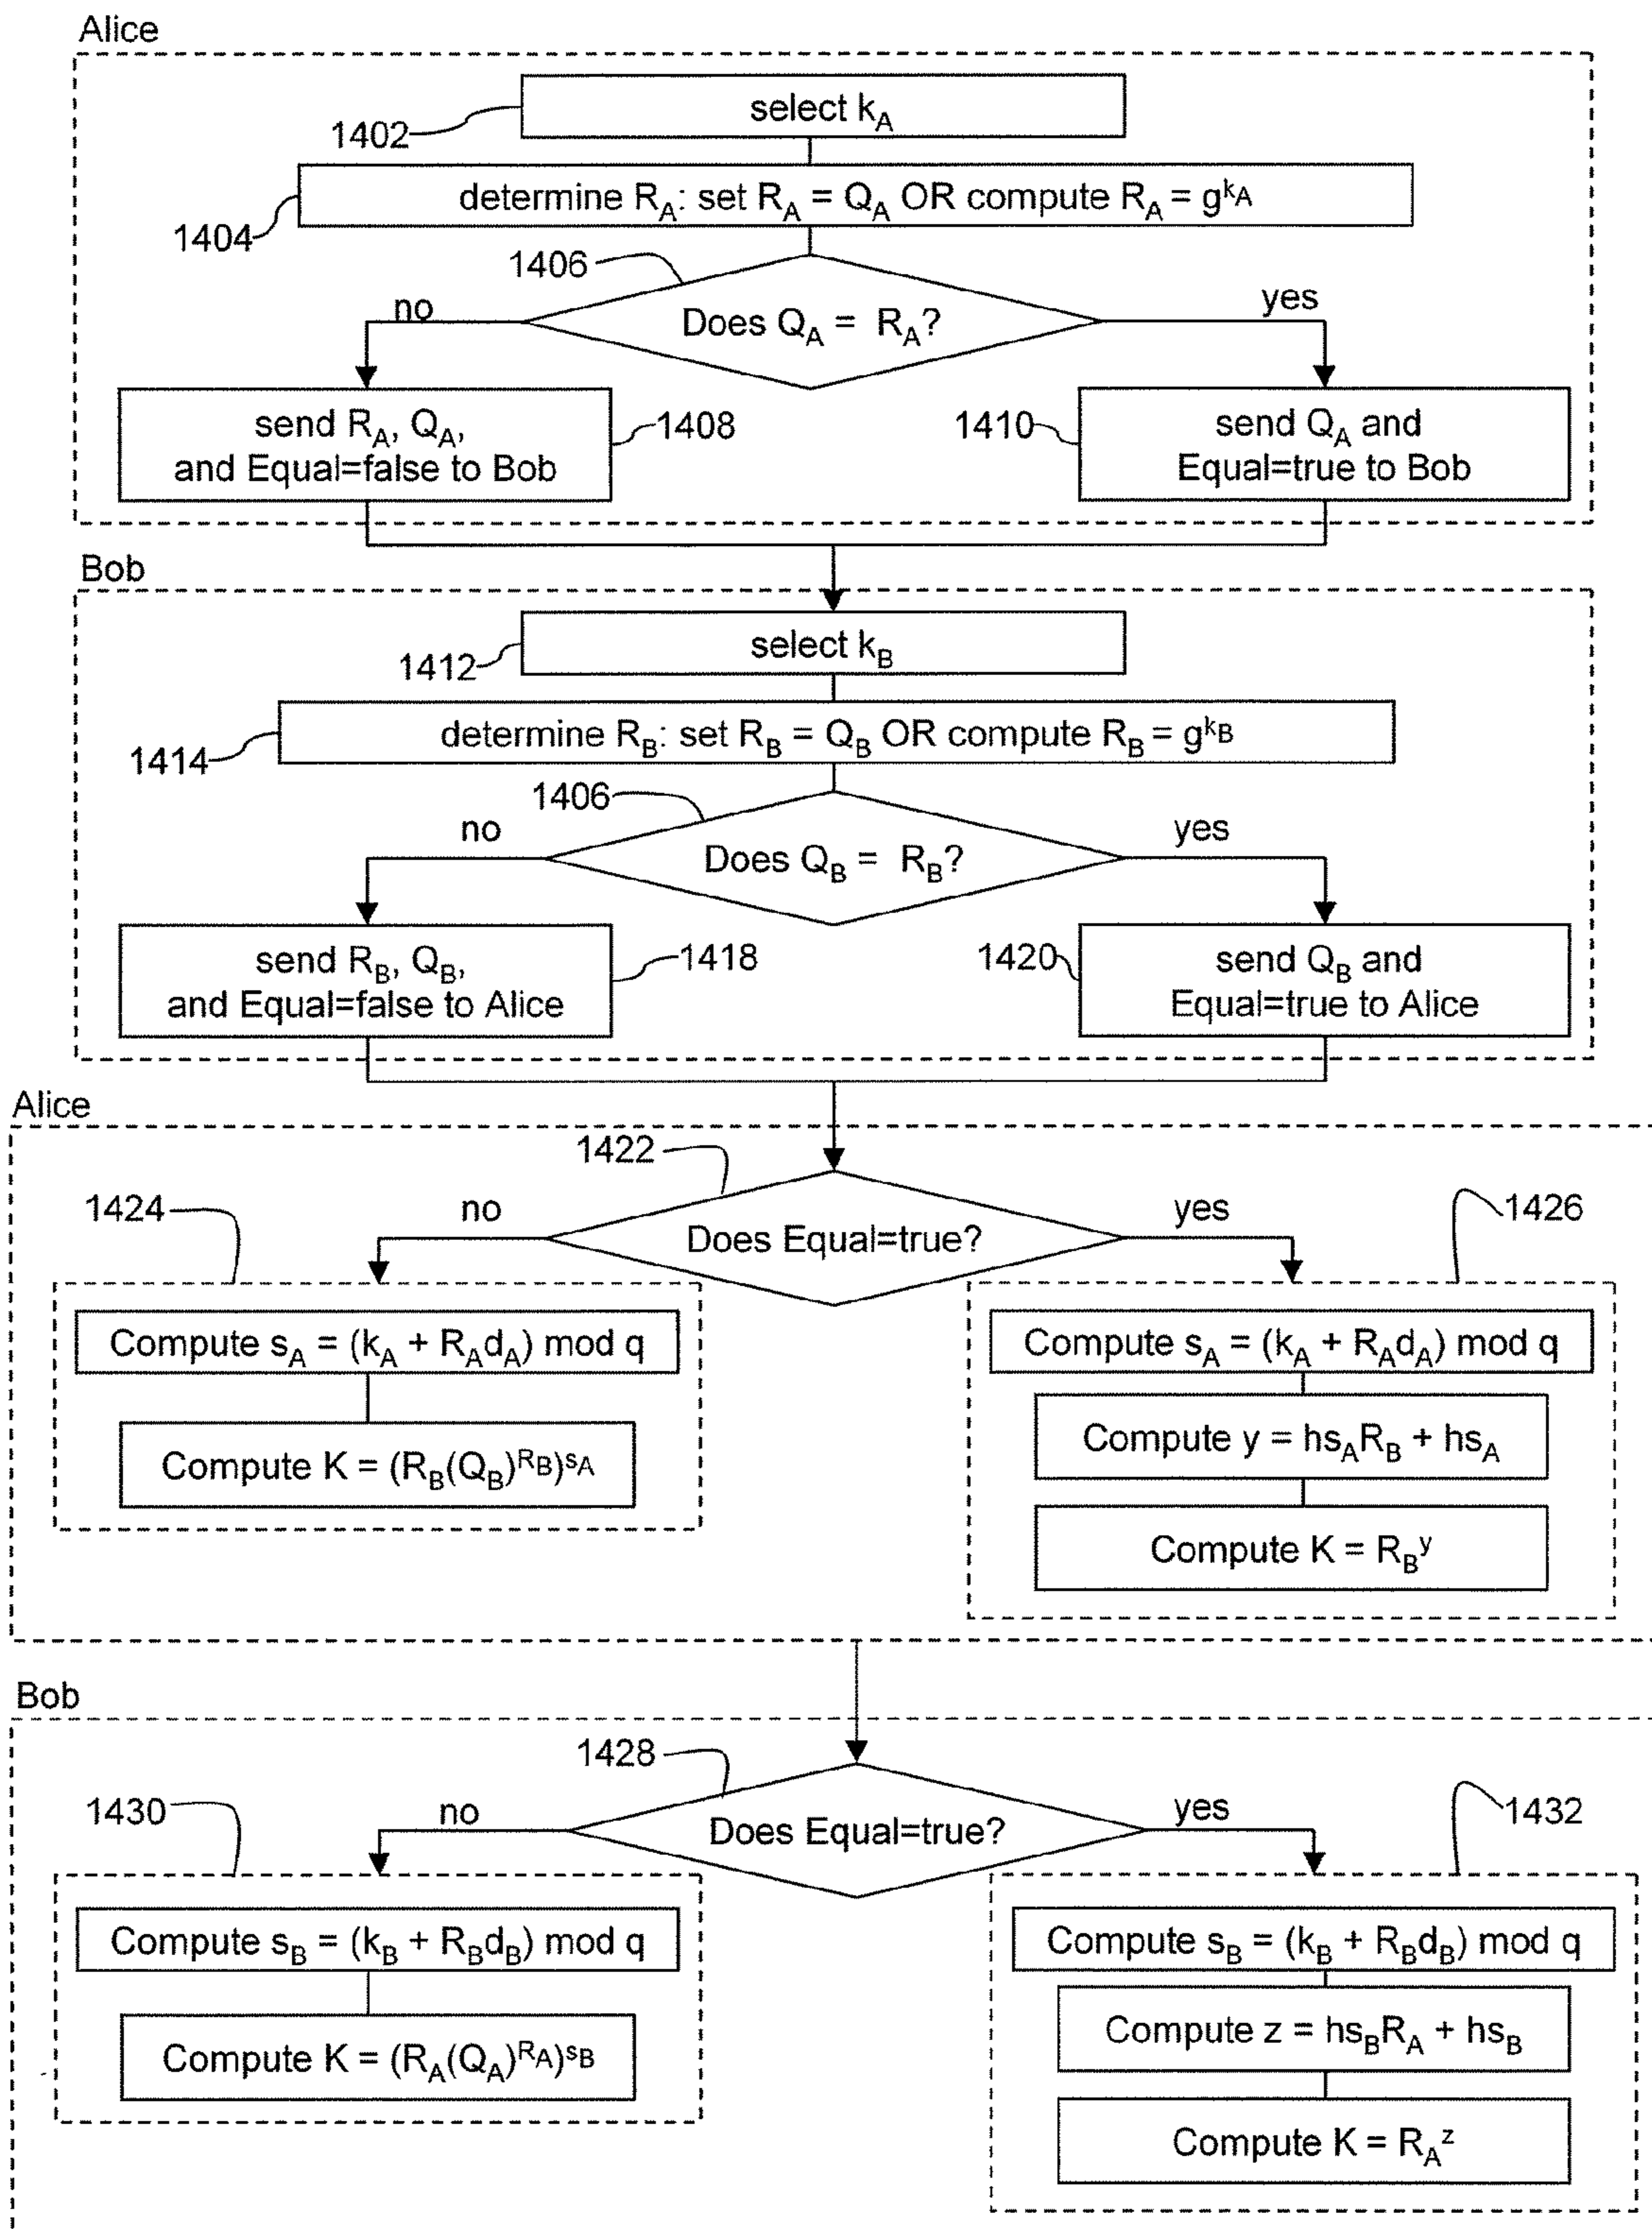 Alice
select kA
1402
determine RA: set RA = QA OR compute RA = g^kA
1404
1406
no
yes
Does QA = RA?
send RA, QA,
and Equal=false to Bob
1408
1410
send QA and
Equal=true to Bob
Bob
select kB
1412
determine RB: set RB = QB OR compute RB = g^kB
1414
1406
no
yes
Does QB = RB?
send RB, QB,
and Equal=false to Alice
1418
1420
send QB and
Equal=true to Alice
Alice
1422
1424
no
yes
1426
Does Equal=true?
Compute sA = (kA + RAdA) mod q
Compute K = (RB(QB)^RB)^sA
Compute sA = (kA + RAdA) mod q
Compute y = hsARB + hsA
Compute K = RB^y
Bob
1428
1430
no
yes
1432
Does Equal=true?
Compute sB = (kB + RBdB) mod q
Compute K = (RA(QA)^RA)^sB
Compute sB = (kB + RBdB) mod q
Compute z = hsBRA + hsB
Compute K = RA^z